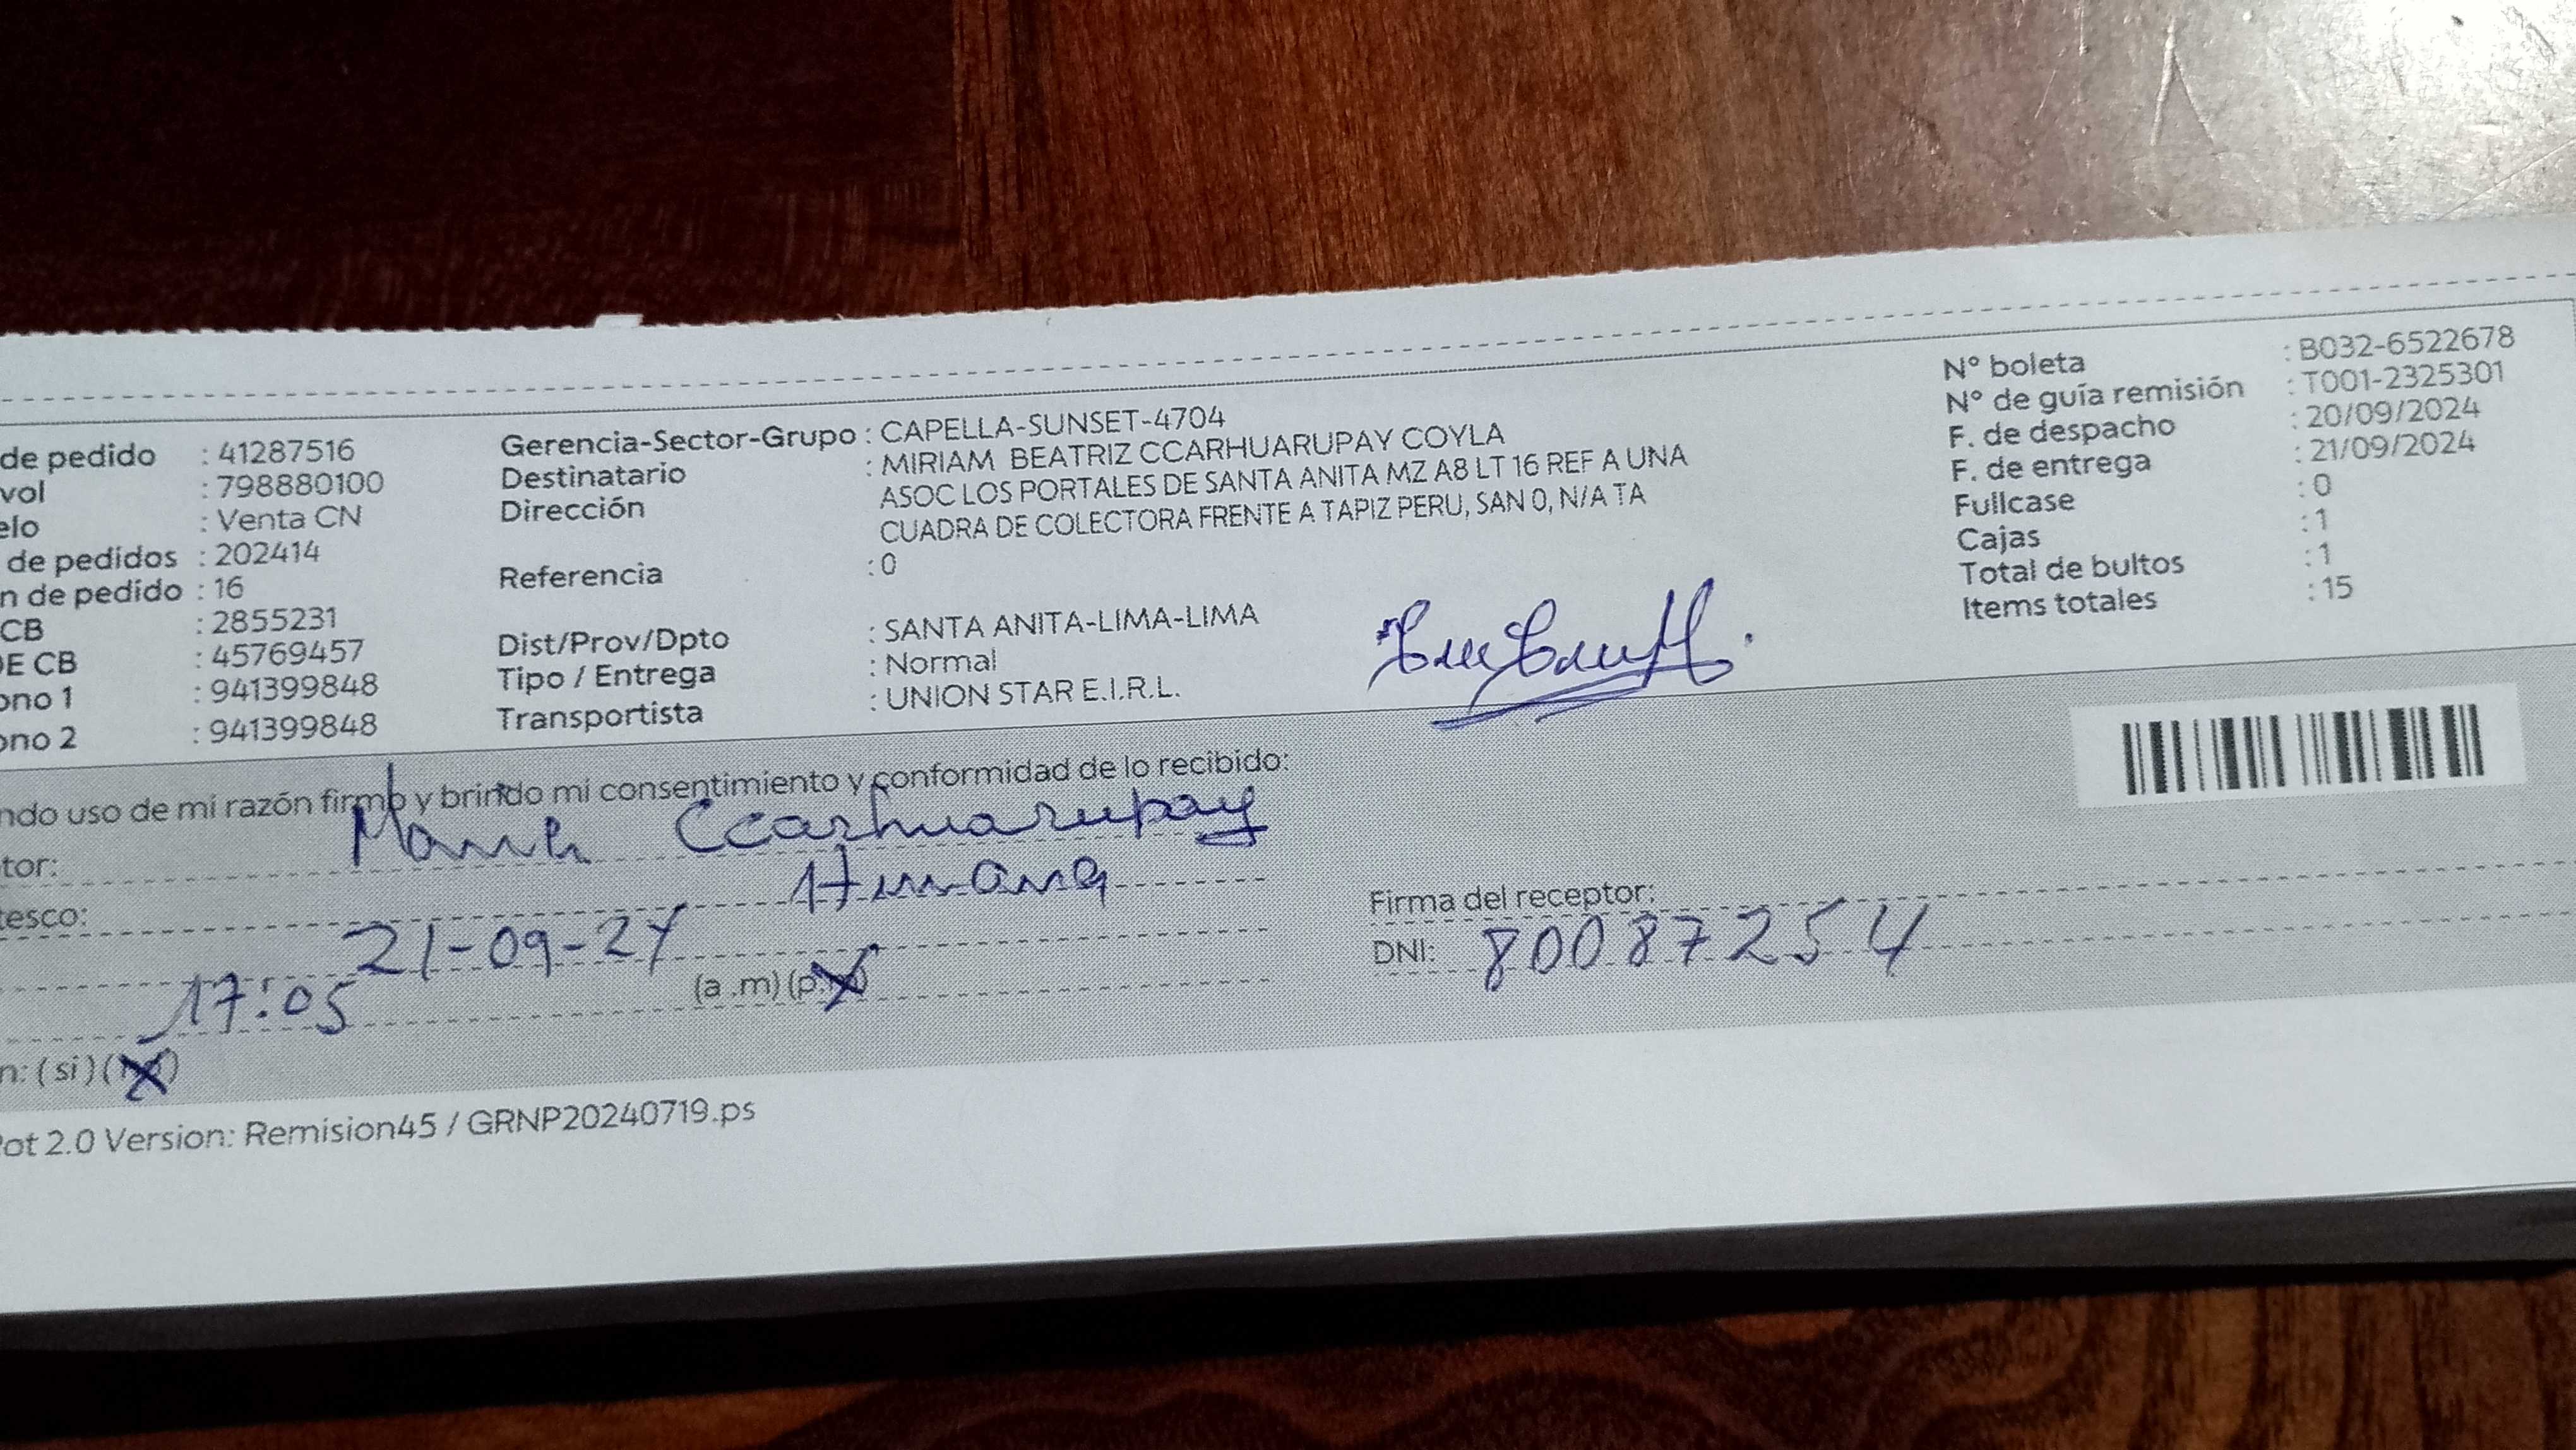 de pedido : 41287516
vol : 798880100
elo : Venta CN
de pedidos : 202414
n de pedido : 16
CB : 2855231
E CB : 45769457
ono 1 : 941399848
ono 2 : 941399848
Gerencia-Sector-Grupo : CAPELLA-SUNSET-4704
Destinatario : MIRIAM BEATRIZ CCARHUARUPAY COYLA
Dirección ASOC LOS PORTALES DE SANTA ANITA MZ A8 LT 16 REF A UNA
CUADRA DE COLECTORA FRENTE A TAPIZ PERU, SAN 0, N/A TA
Referencia : 0
Dist/Prov/Dpto : SANTA ANITA-LIMA-LIMA
Tipo / Entrega : Normal
Transportista : UNION STAR E.I.R.L.
N° boleta : B032-6522678
N° de guía remisión : T001-2325301
F. de despacho : 20/09/2024
F. de entrega : 21/09/2024
Fullcase : 0
Cajas : 1
Total de bultos : 1
Items totales : 15
ndo uso de mi razón firmo y brindo mi consentimiento y conformidad de lo recibido:
tor: Ccarhuarupay
tesco:
21-09-24
17:05 (a .m) (p.m)
n: (si) (no)
Firma del receptor:
DNI: 80087254
Pot 2.0 Version: Remision45 / GRNP20240719.ps